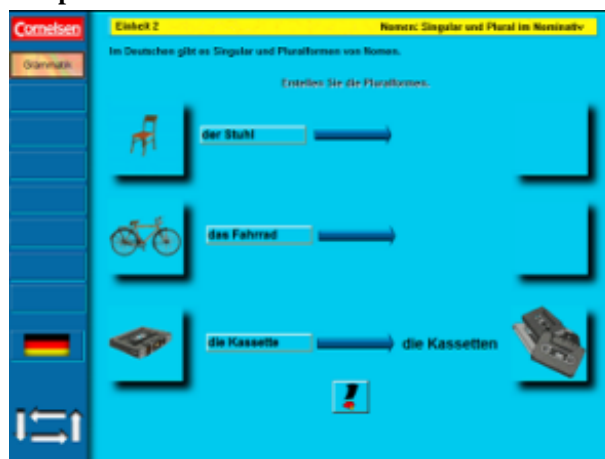 Cornelsen
Einheit 2
Nomen: Singular und Plural im Nominativ
Grammatik
Im Deutschen gibt es Singular und Pluralformen von Nomen.
Erstellen Sie die Pluralformen.
der Stuhl
das Fahrrad
die Kassette
die Kassetten